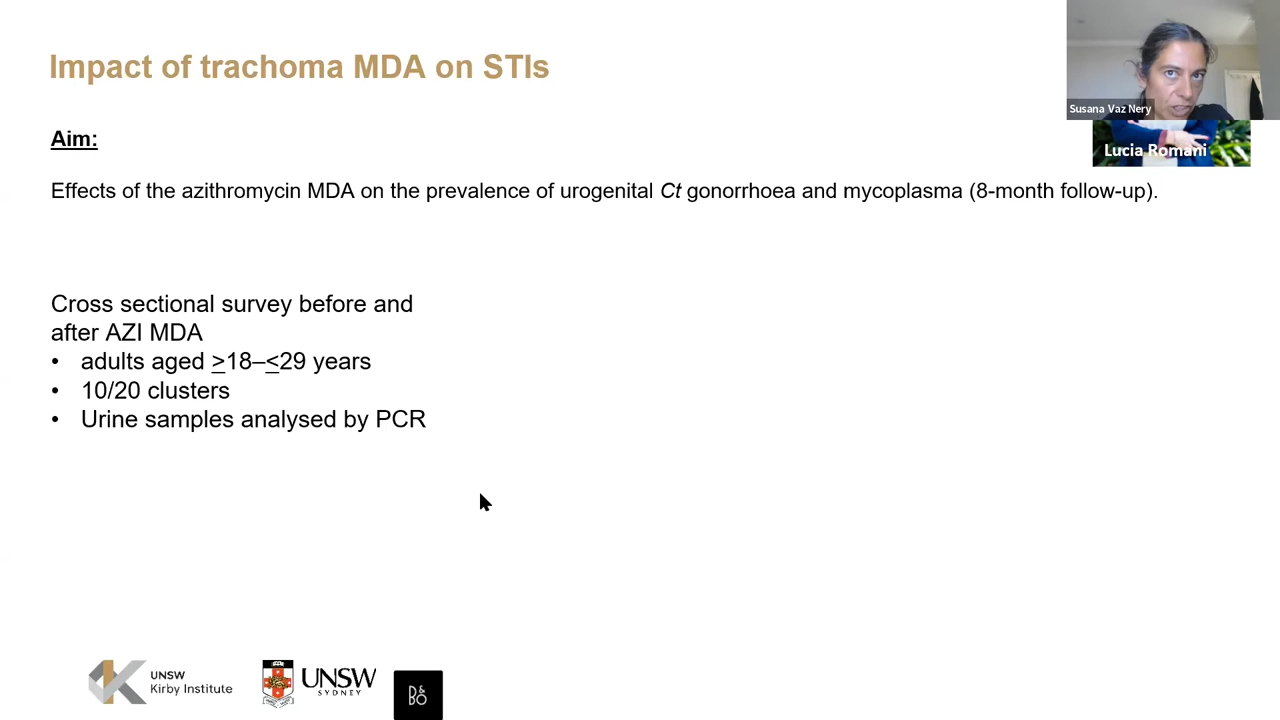 Impact of trachoma MDA on STIs
Susana Vaz Nery
Lucia Romani
Aim:
Effects of the azithromycin MDA on the prevalence of urogenital Ct gonorrhoea and mycoplasma (8-month follow-up).
Cross sectional survey before and
after AZI MDA
• adults aged ≥18–≤29 years
• 10/20 clusters
• Urine samples analysed by PCR
UNSW
Kirby Institute
UNSW
SYDNEY